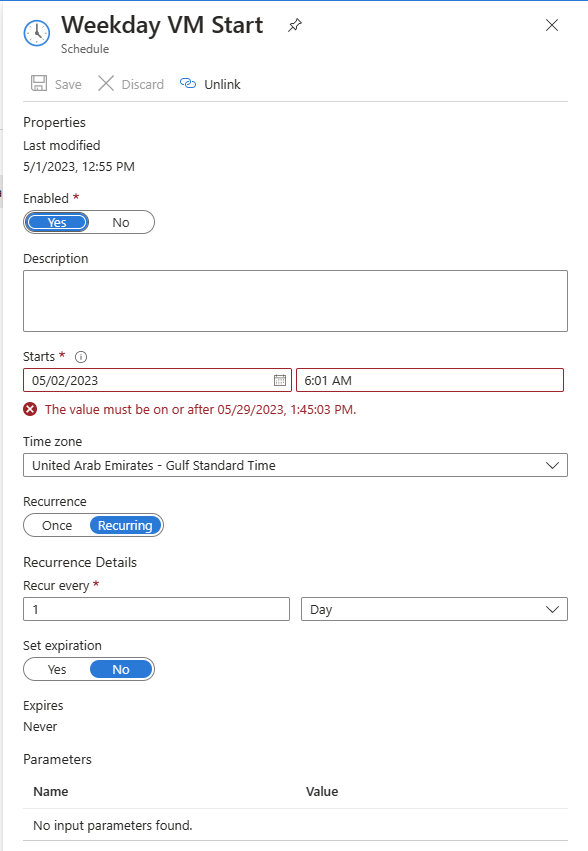 Weekday VM Start
Schedule
Save Discard Unlink
Properties
Last modified
5/1/2023, 12:55 PM
Enabled *
Yes No
Description
Starts *
05/02/2023 6:01 AM
The value must be on or after 05/29/2023, 1:45:03 PM.
Time zone
United Arab Emirates - Gulf Standard Time
Recurrence
Once Recurring
Recurrence Details
Recur every *
1 Day
Set expiration
Yes No
Expires
Never
Parameters
Name Value
No input parameters found.